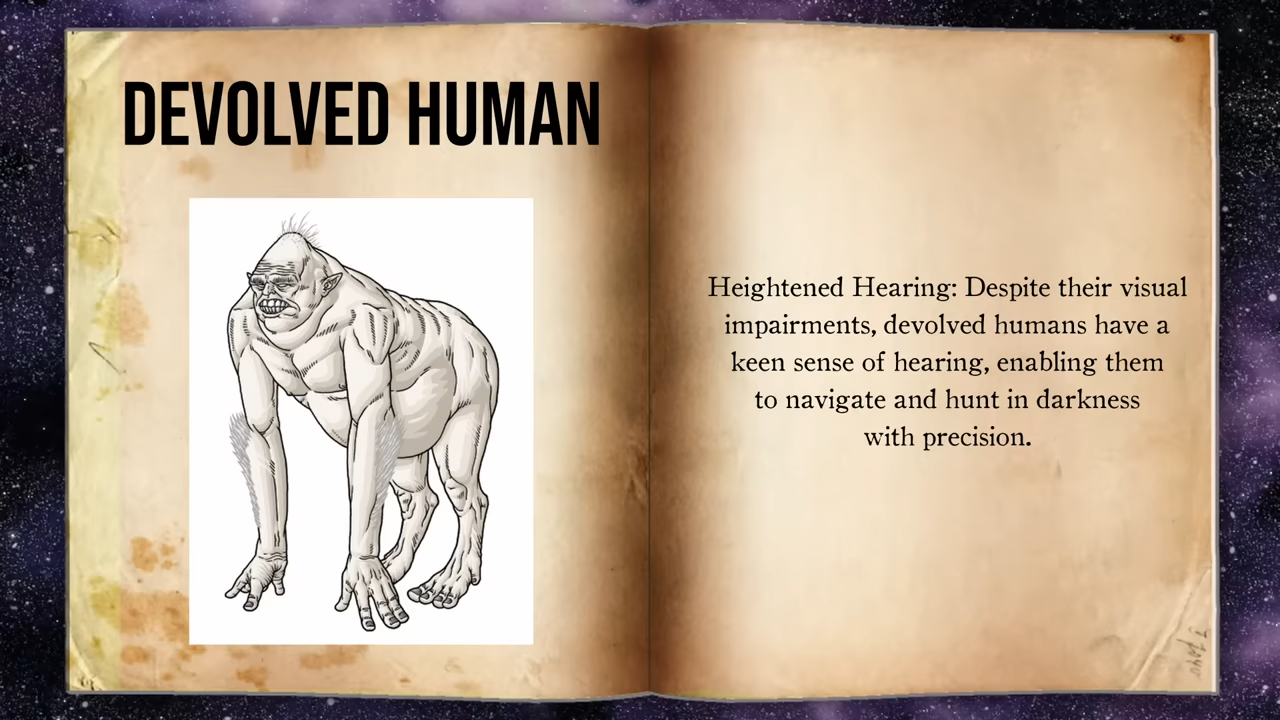 DEVOLVED HUMAN
Heightened Hearing: Despite their visual
impairments, devolved humans have a
keen sense of hearing, enabling them
to navigate and hunt in darkness
with precision.